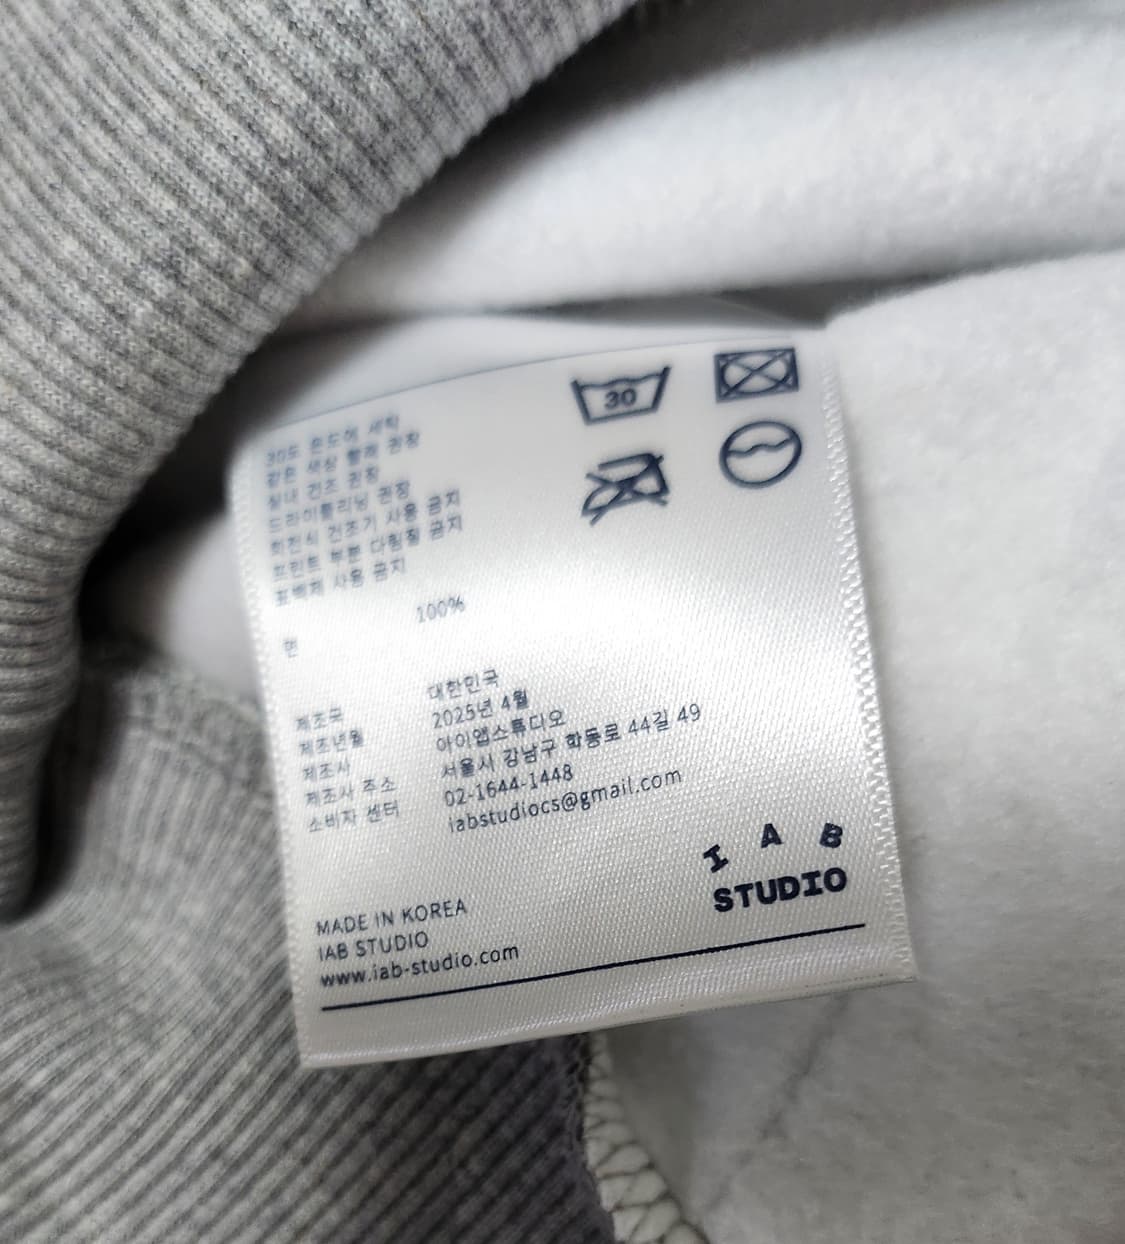 30
30도 온도에 세탁
같은 색상 빨래 권장
실내 건조 권장
드라이클리닝 권장
회전식 건조기 사용 금지
프린트 부분 다림질 금지
표백제 사용 금지
면 100%
제조국 대한민국
제조년월 2025년 4월
제조사 아이앱스튜디오
제조사 주소 서울시 강남구 학동로 44길 49
소비자 센터 02-1644-1448
iabstudiocs@gmail.com
I A B
STUDIO
MADE IN KOREA
IAB STUDIO
www.iab-studio.com